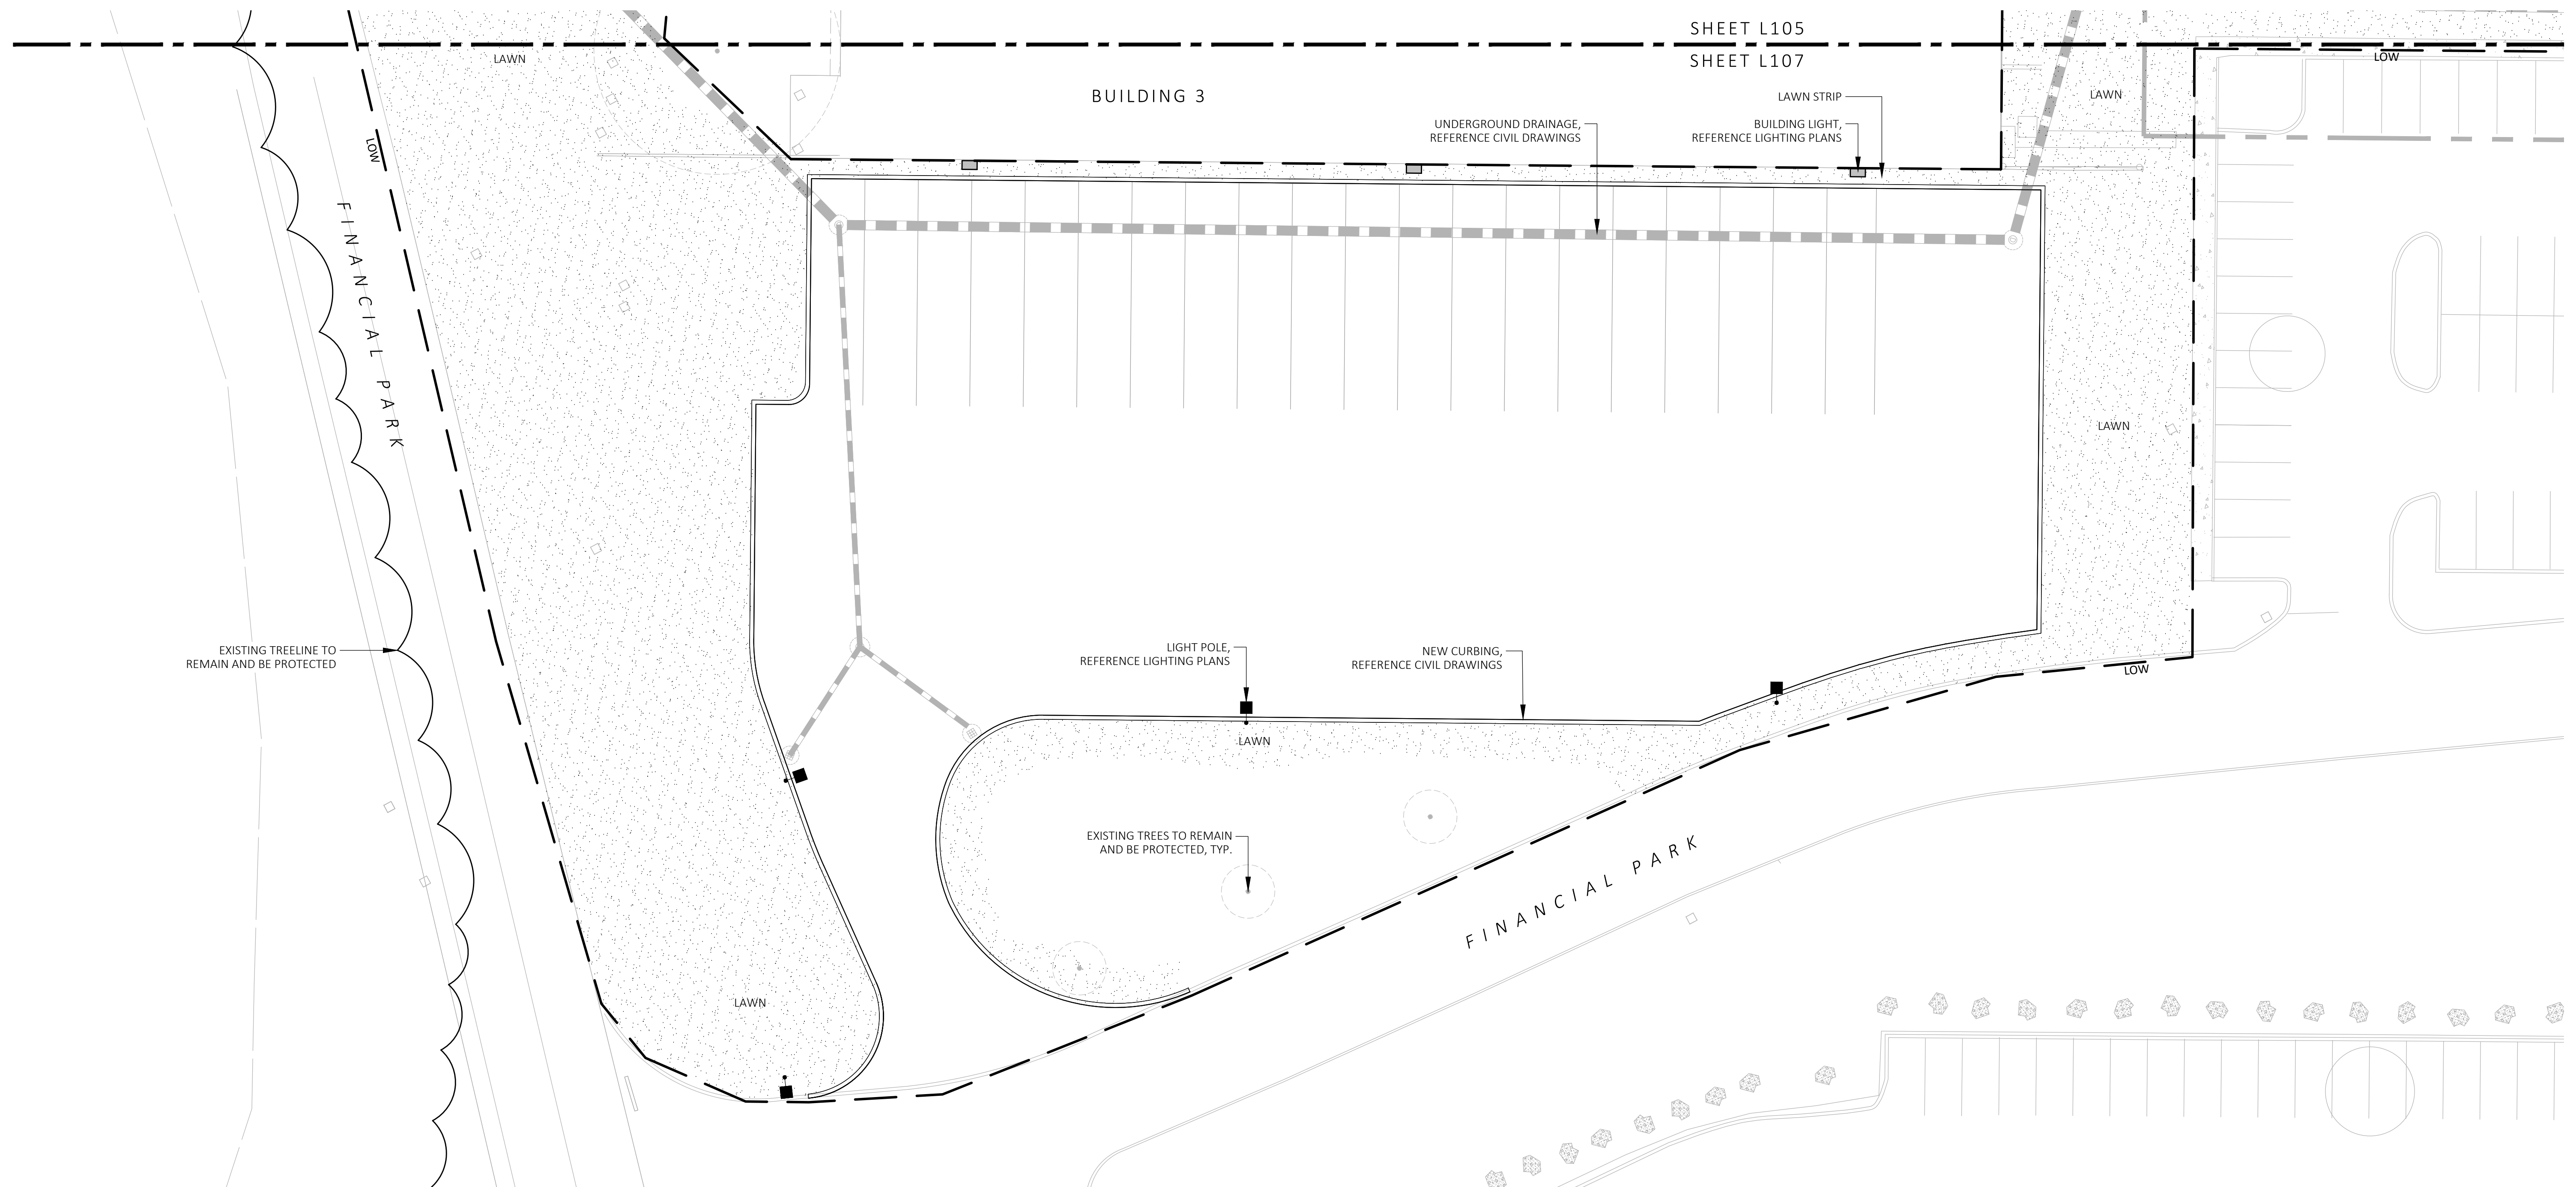 SHEET L105
LAWN
SHEET L107
LOW
BUILDING 3
LAWN STRIP
LAWN
UNDERGROUND DRAINAGE,
REFERENCE CIVIL DRAWINGS
BUILDING LIGHT,
REFERENCE LIGHTING PLANS
LOW
FINANCIAL PARK
LAWN
EXISTING TREELINE TO
REMAIN AND BE PROTECTED
LIGHT POLE,
REFERENCE LIGHTING PLANS
NEW CURBING,
REFERENCE CIVIL DRAWINGS
LOW
LAWN
EXISTING TREES TO REMAIN
AND BE PROTECTED, TYP.
FINANCIAL PARK
LAWN